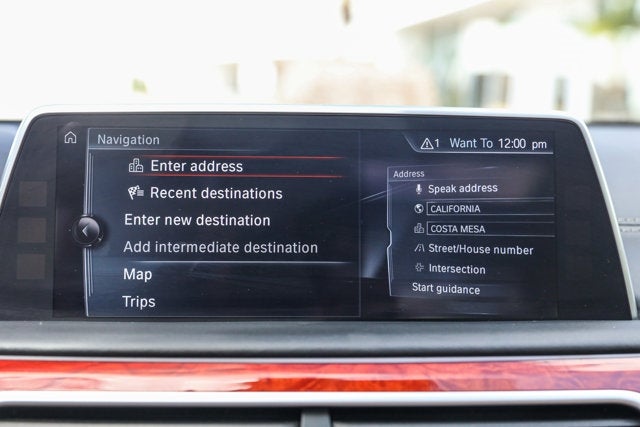 Navigation
1 Want To 12:00 pm
Enter address
Recent destinations
Enter new destination
Add intermediate destination
Map
Trips
Address
Speak address
CALIFORNIA
COSTA MESA
Street/House number
Intersection
Start guidance